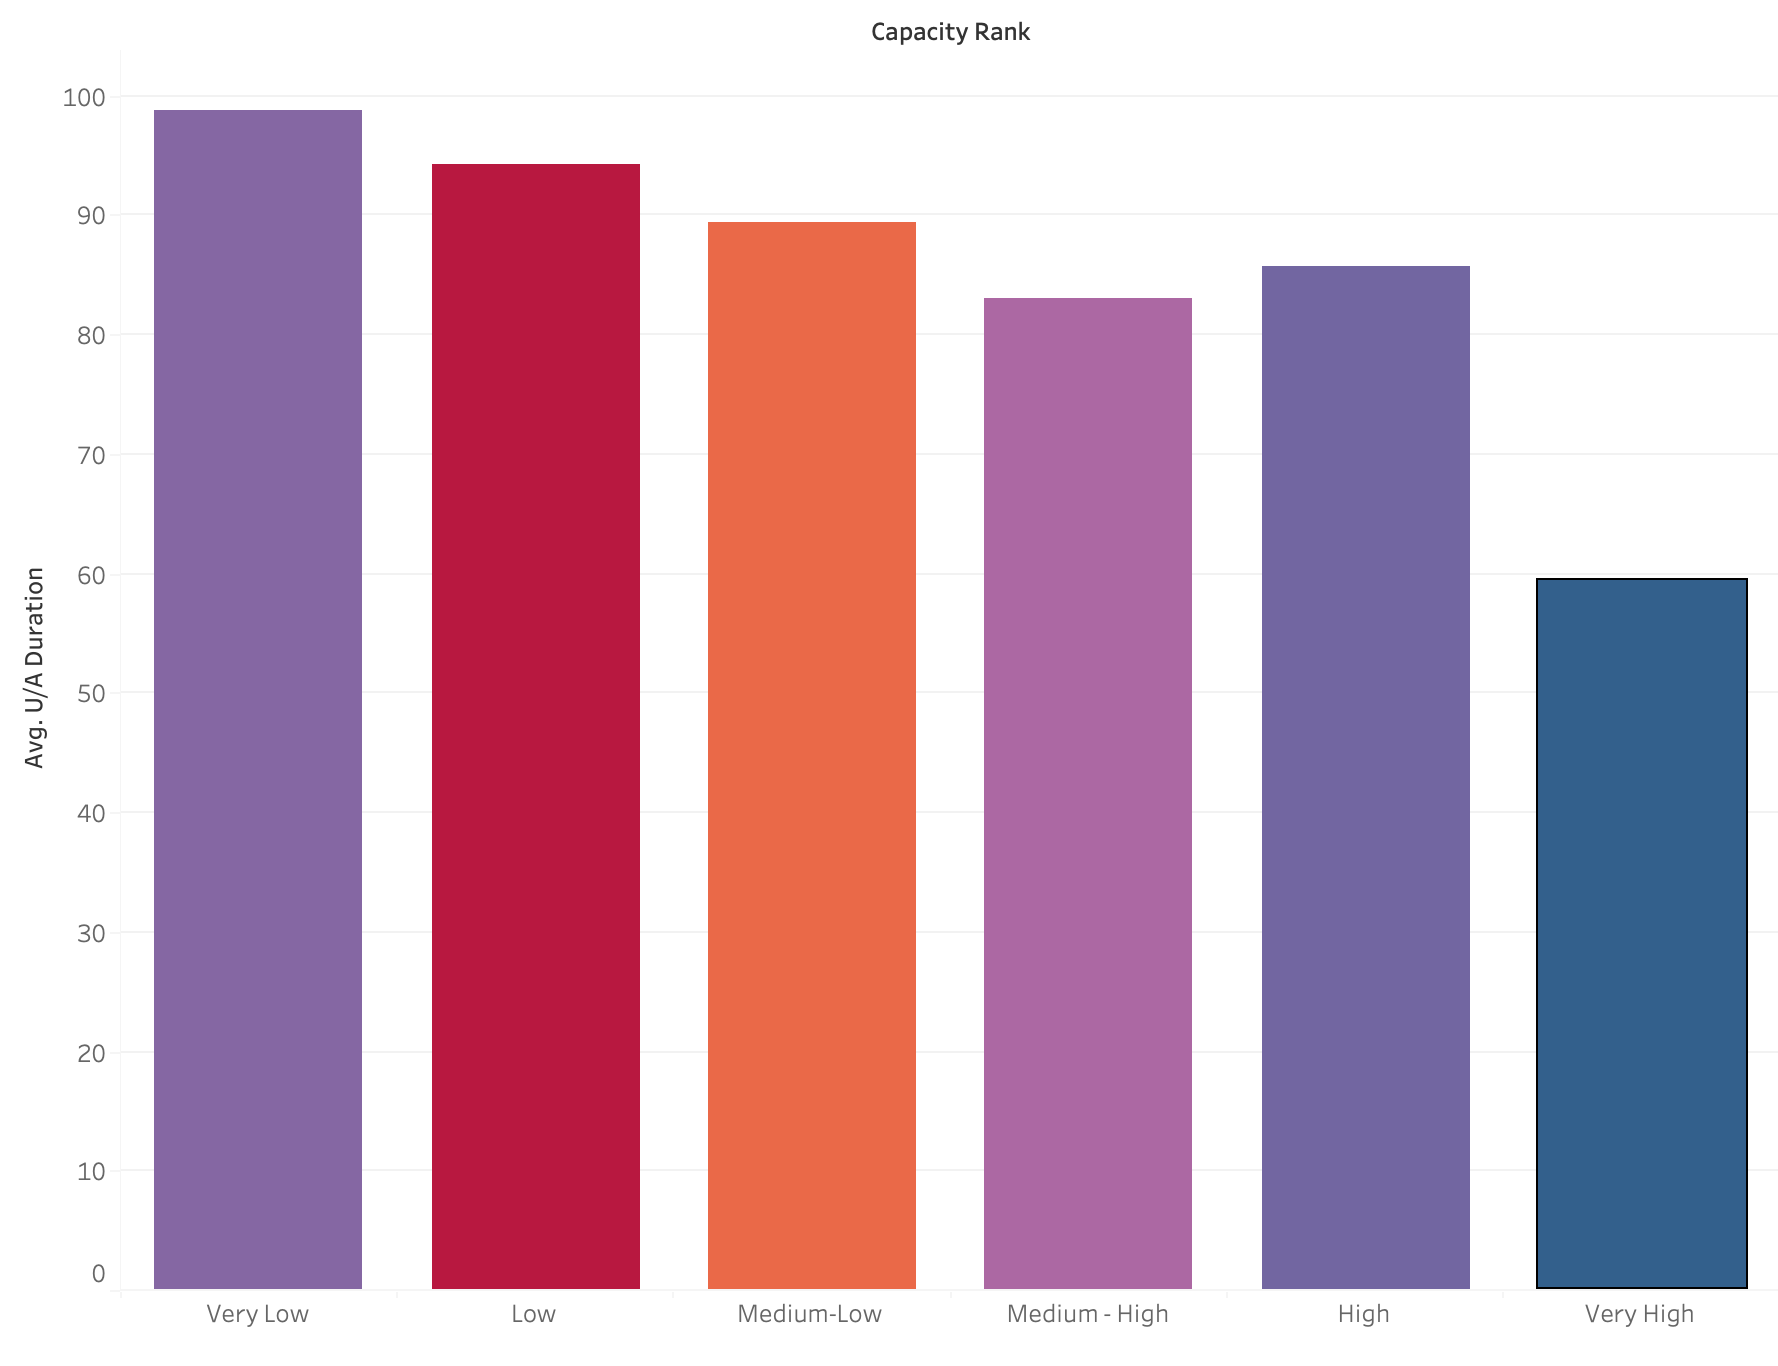 Capacity Rank
100
90
80
70
60
50
40
30
20
10
0
Avg. U/A Duration
Very Low
Low
Medium-Low
Medium - High
High
Very High